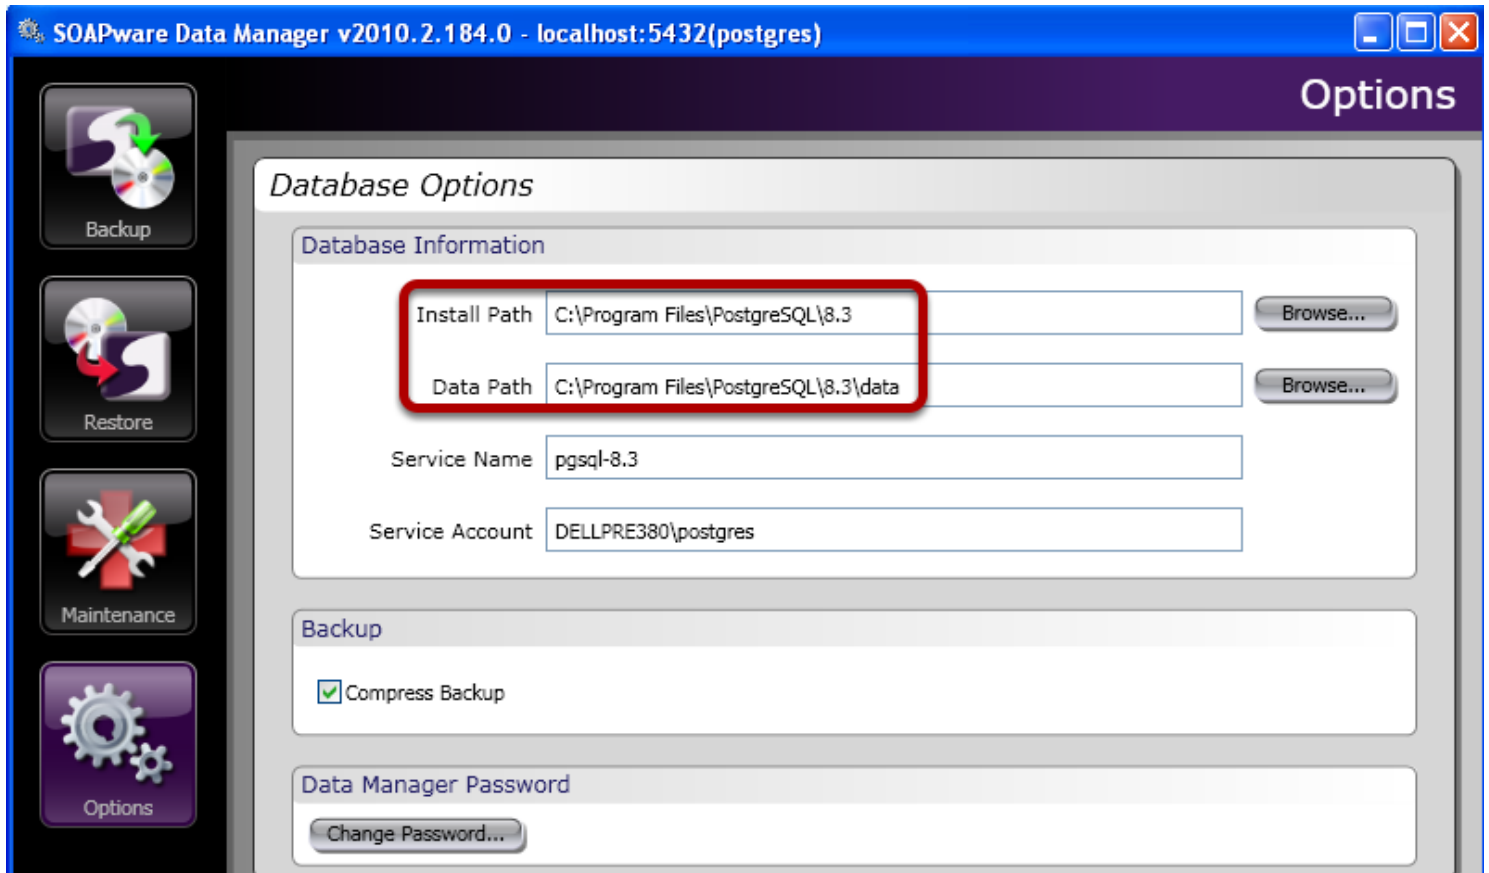 SOAPware Data Manager v2010.2.184.0 - localhost:5432(postgres)
Options
Backup
Restore
Maintenance
Options
Database Options
Database Information
Install Path C:\Program Files\PostgreSQL\8.3 Browse...
Data Path C:\Program Files\PostgreSQL\8.3\data Browse...
Service Name pgsql-8.3
Service Account DELLPRE380\postgres
Backup
Compress Backup
Data Manager Password
Change Password...